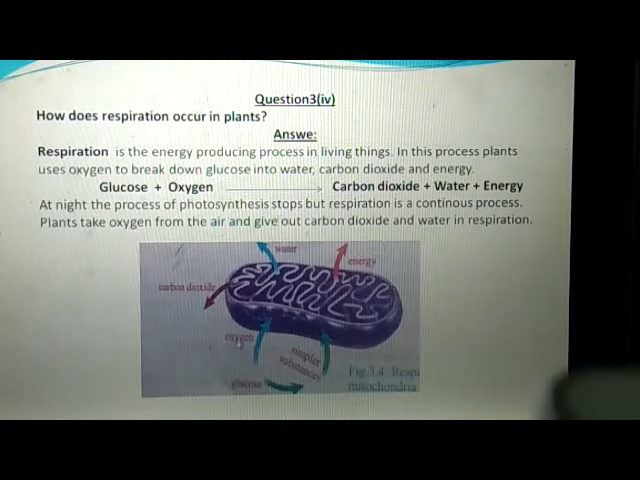 Question3(iv)
How does respiration occur in plants?
Answe:
Respiration is the energy producing process in living things. In this process plants
uses oxygen to break down glucose into water, carbon dioxide and energy.
Glucose + Oxygen Carbon dioxide + Water + Energy
At night the process of photosynthesis stops but respiration is a continous process.
Plants take oxygen from the air and give out carbon dioxide and water in respiration.
water
energy
carbon dioxide
oxygen
simpler
substances
glucose
Fig.3.4 Respi
mitochondria